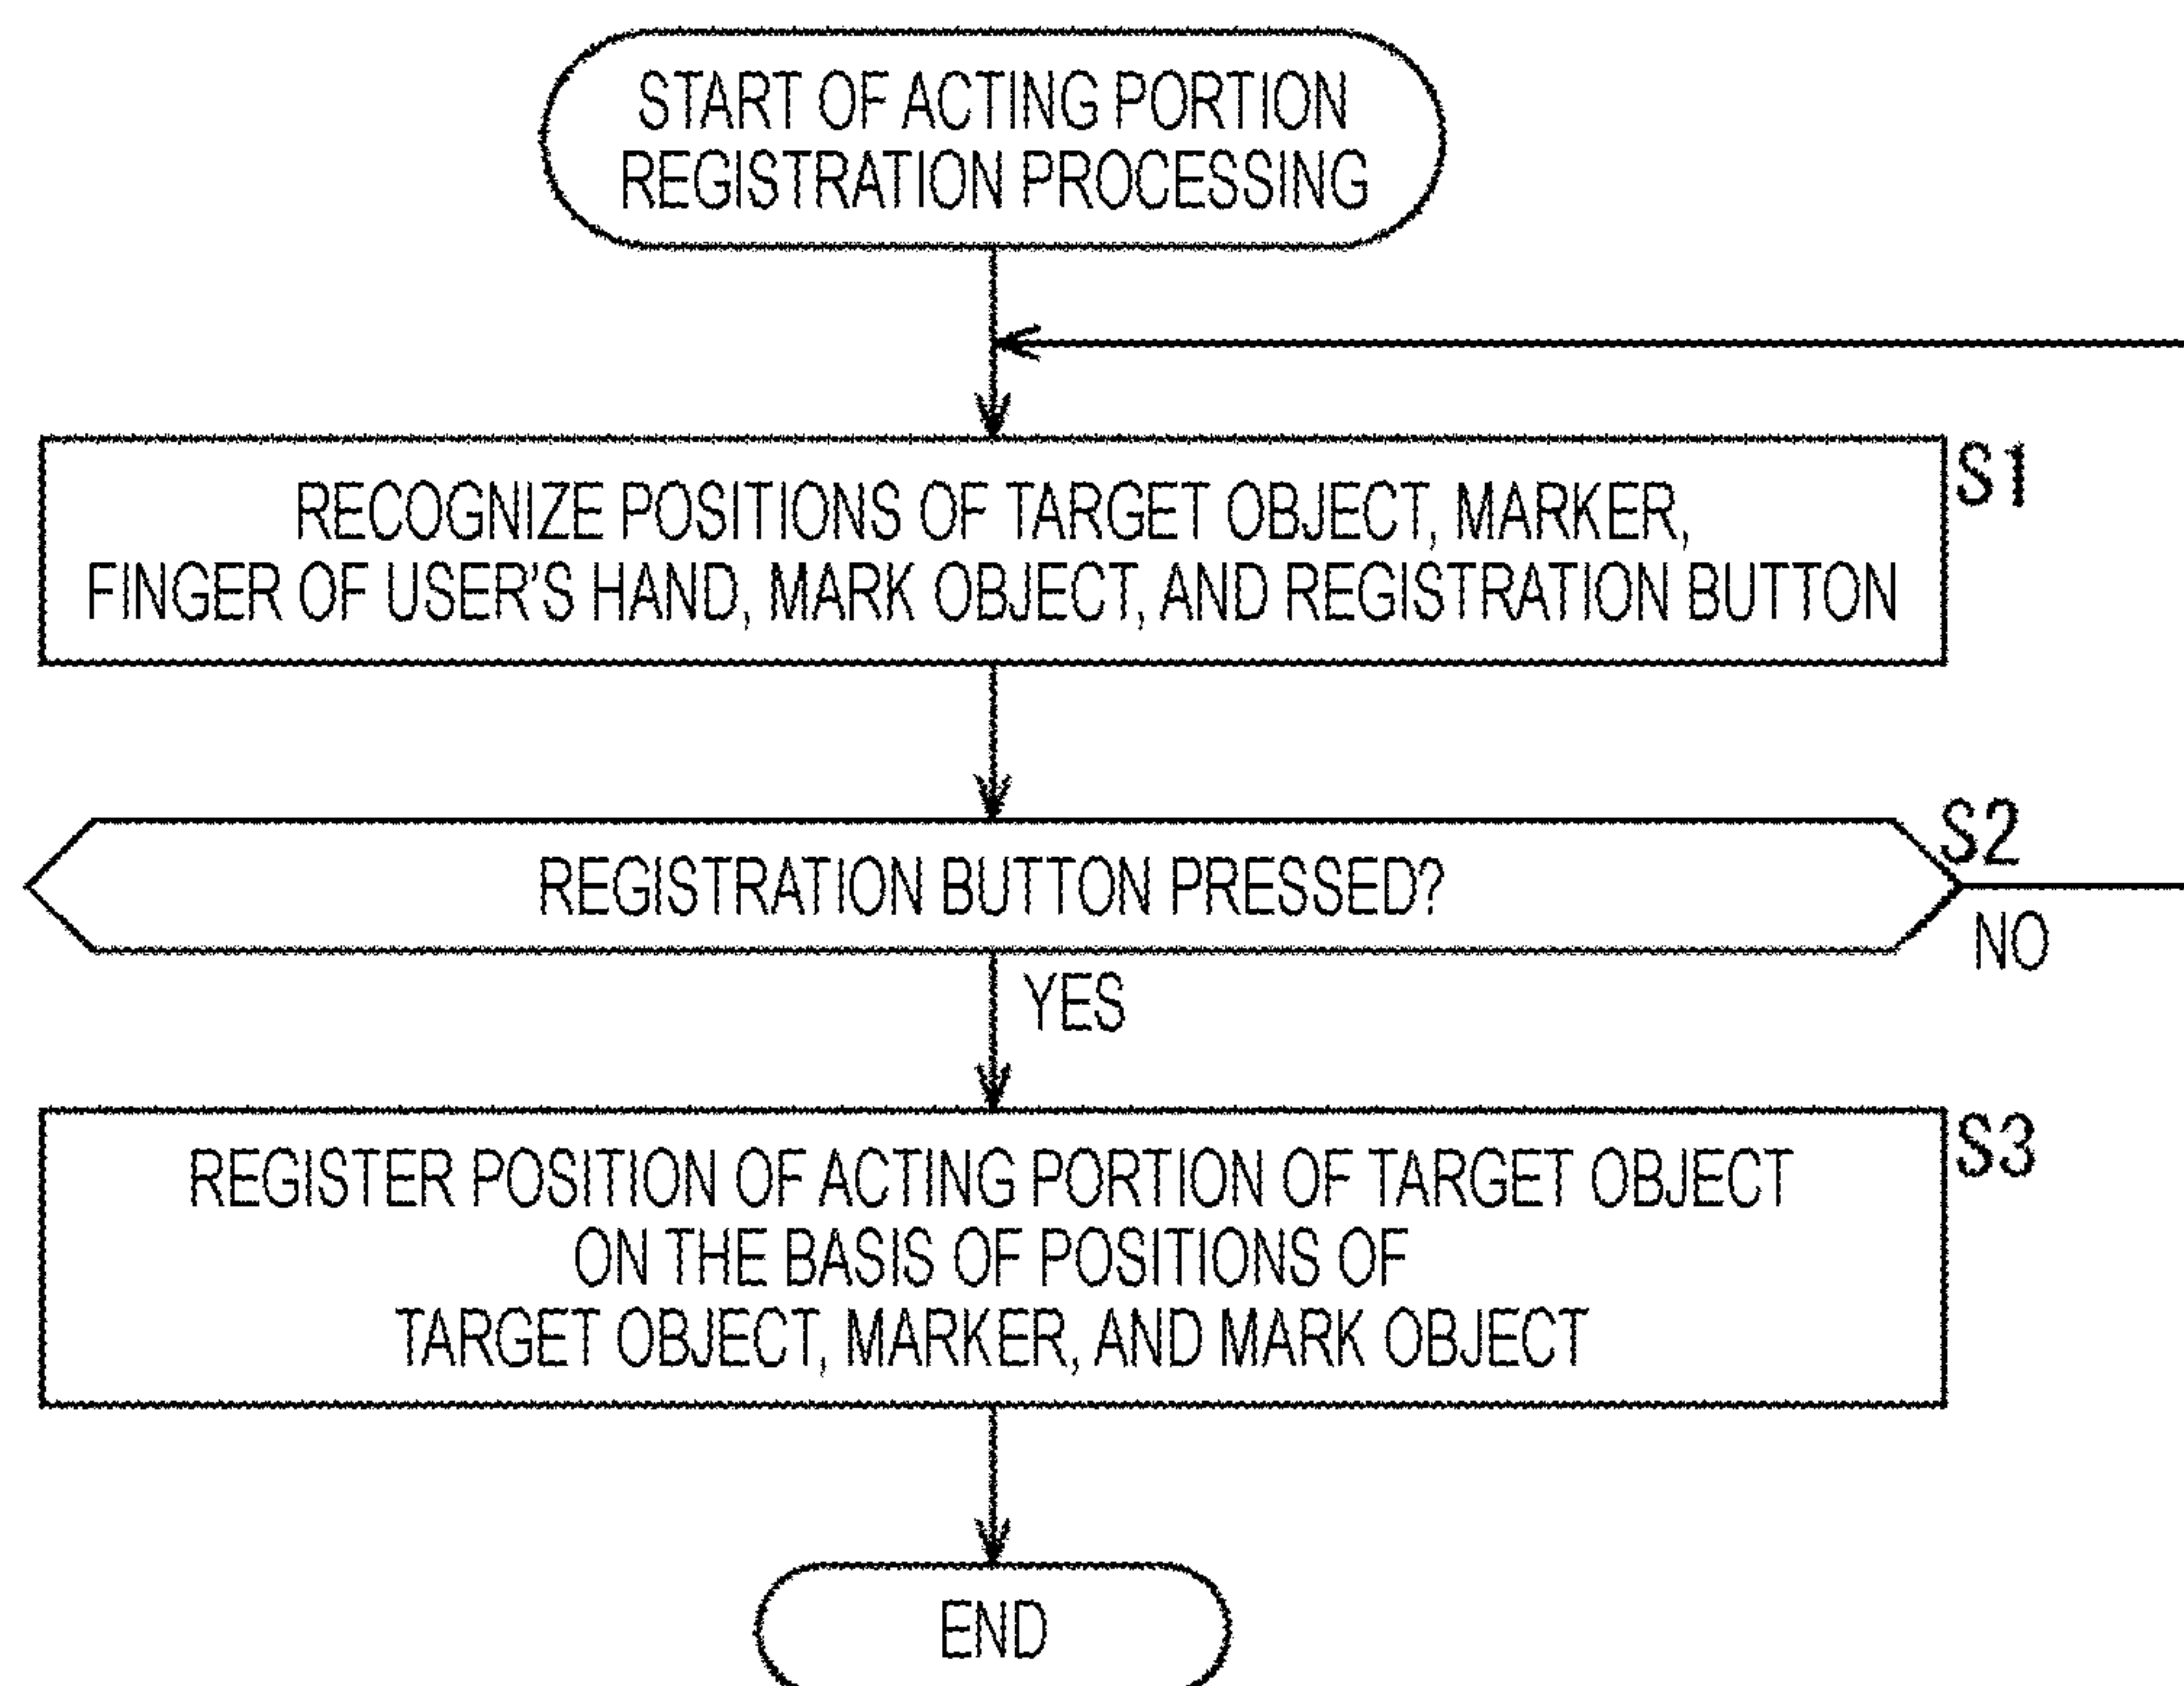 START OF ACTING PORTION
REGISTRATION PROCESSING
S1
RECOGNIZE POSITIONS OF TARGET OBJECT, MARKER,
FINGER OF USER'S HAND, MARK OBJECT, AND REGISTRATION BUTTON
S2
REGISTRATION BUTTON PRESSED?
NO
YES
S3
REGISTER POSITION OF ACTING PORTION OF TARGET OBJECT
ON THE BASIS OF POSITIONS OF
TARGET OBJECT, MARKER, AND MARK OBJECT
END